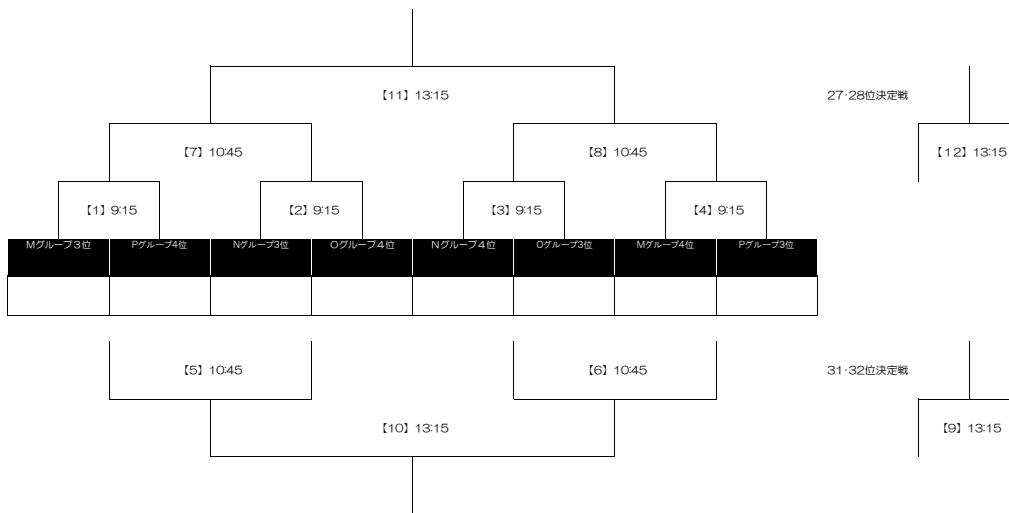 【11】 13:15
27・28位決定戦
【7】 10:45
【8】 10:45
【12】 13:15
【1】 9:15
【2】 9:15
【3】 9:15
【4】 9:15
Mグループ3位
Pグループ4位
Nグループ3位
Oグループ4位
Nグループ4位
Oグループ3位
Mグループ4位
Pグループ3位
【5】 10:45
【6】 10:45
31・32位決定戦
【10】 13:15
【9】 13:15